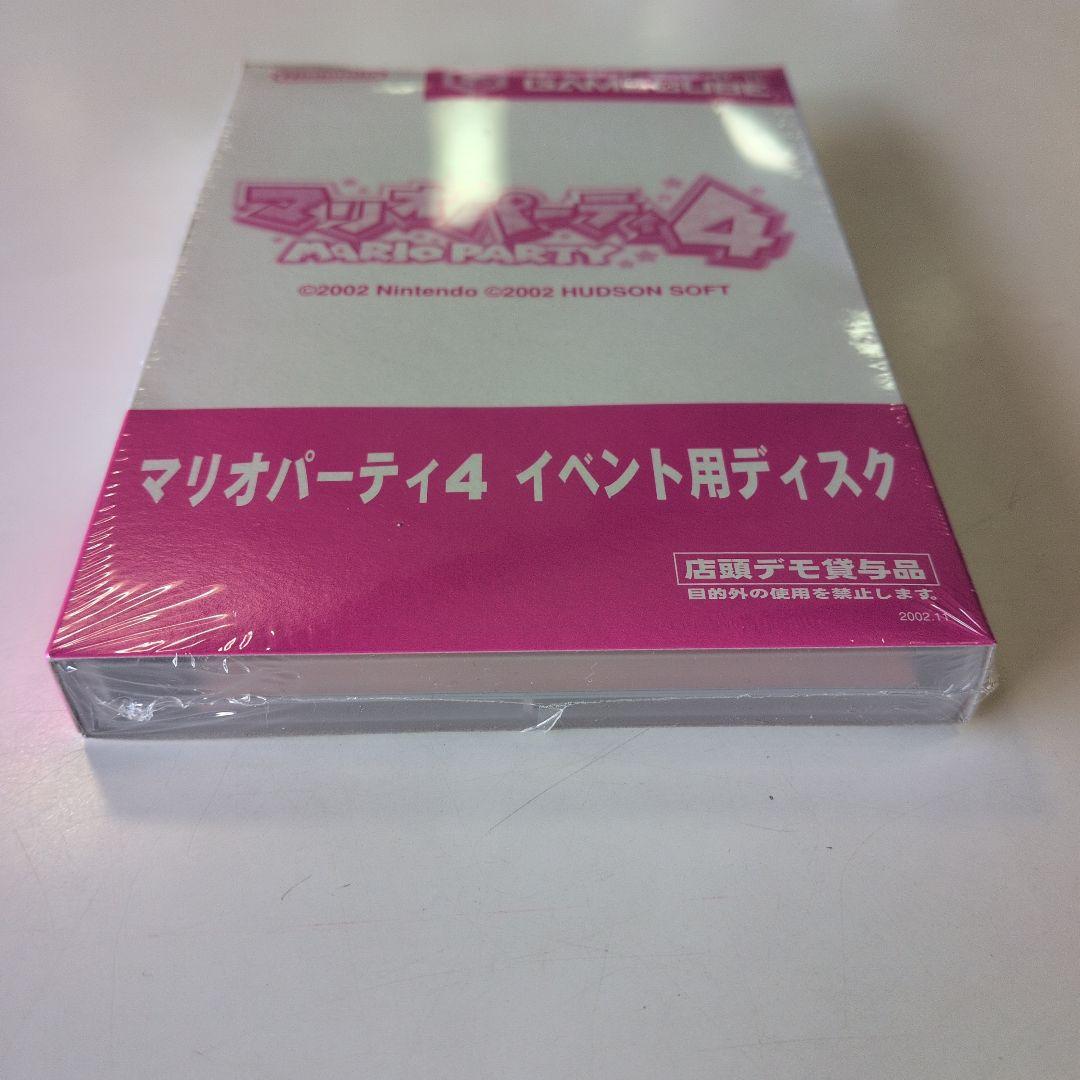 GAMECUBE
マリオパーティ4
MARIO PARTY
©2002 Nintendo ©2002 HUDSON SOFT
マリオパーティ4 イベント用ディスク
店頭デモ貸与品
目的外の使用を禁止します。
2002.11